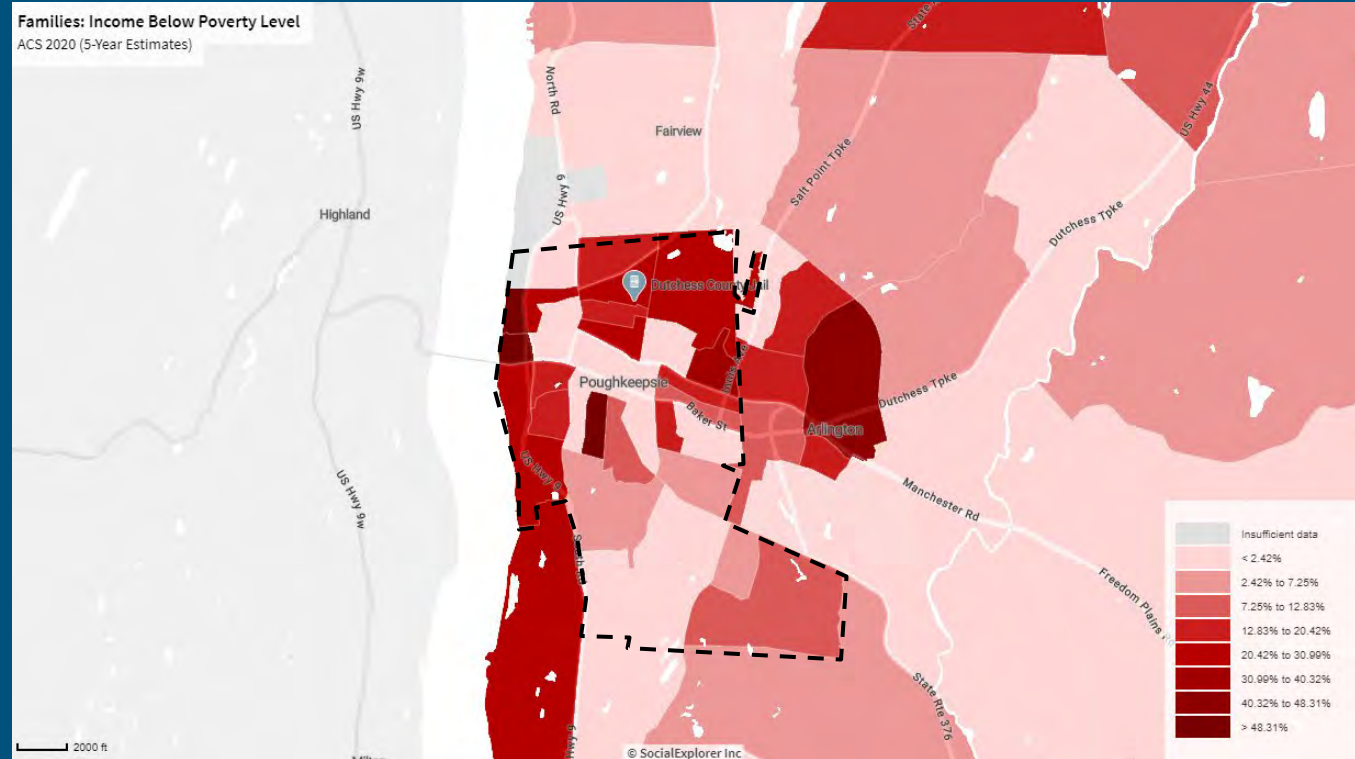 Families: Income Below Poverty Level
ACS 2020 (5-Year Estimates)
US Hwy 9w
North Rd
Fairview
US Hwy 44
Salt Point Tpke
Highland
US Hwy 9
Dutchess Tpke
Dutchess County Jail
Poughkeepsie
Baker St
Dutchess Tpke
Arlington
US Hwy 9
US Hwy 9w
Manchester Rd
Freedom Plains
State Rte 376
Hwy 9
Insufficient data
< 2.42%
2.42% to 7.25%
7.25% to 12.83%
12.83% to 20.42%
20.42% to 30.99%
30.99% to 40.32%
40.32% to 48.31%
> 48.31%
2000 ft
© SocialExplorer Inc